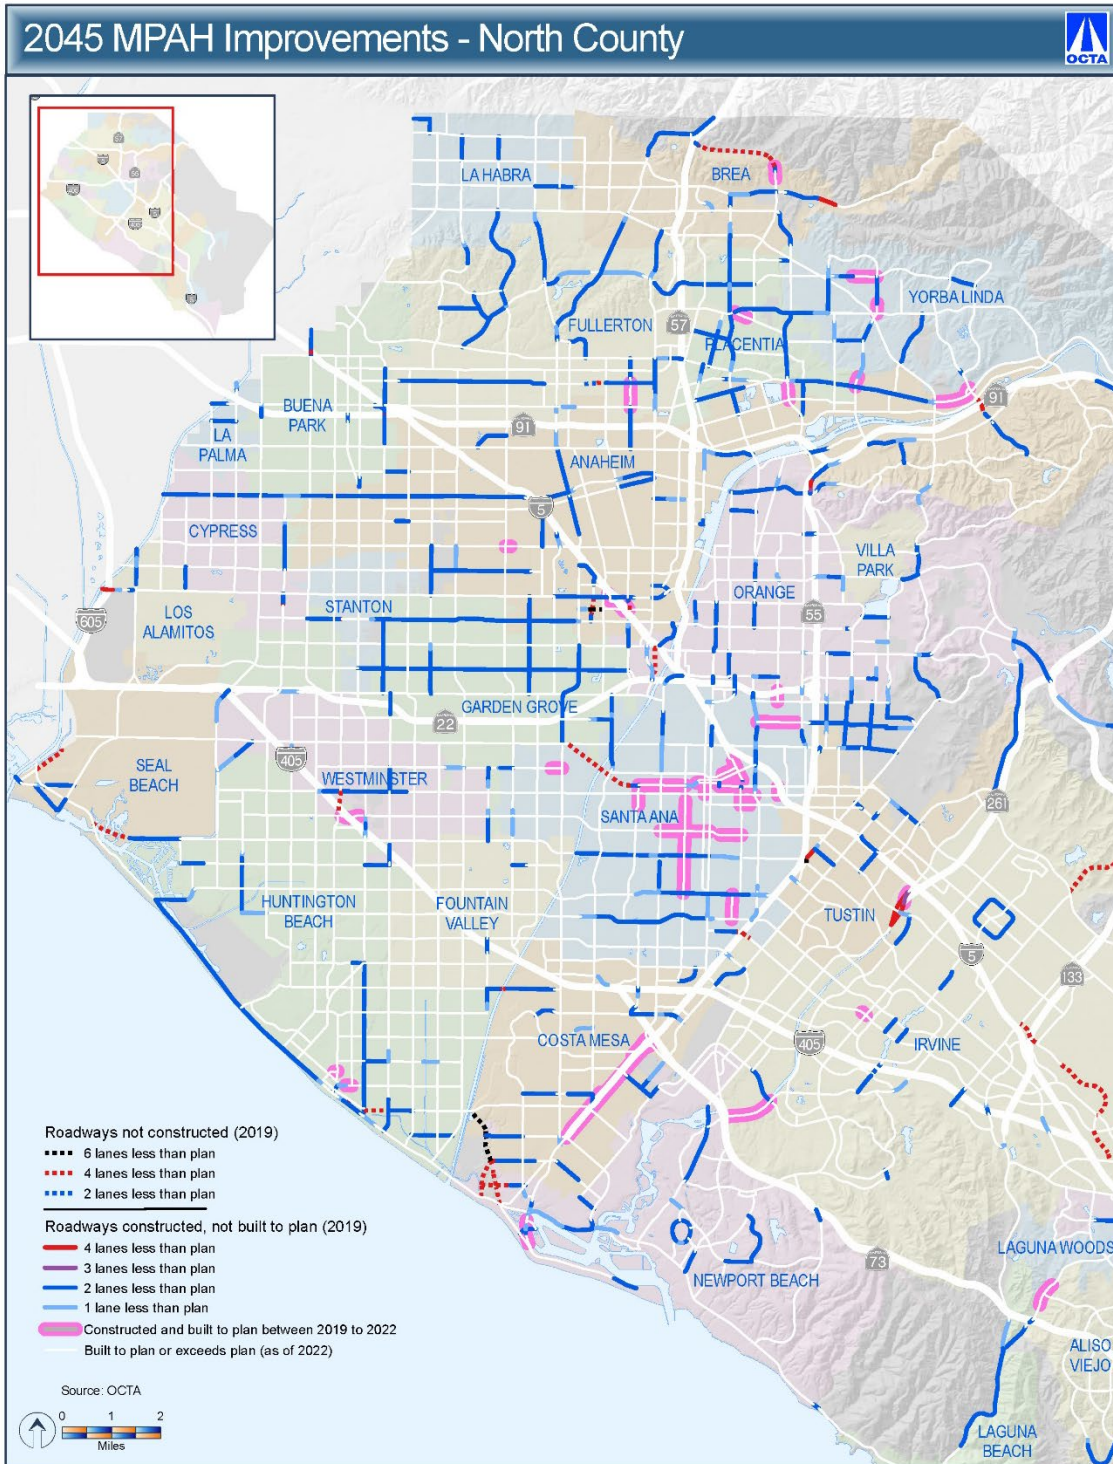 2045 MPAH Improvements - North County
OCTA
LA HABRA
BREA
YORBA LINDA
FULLERTON
57
PLACENTIA
BUENA
PARK
91
91
LA
PALMA
ANAHEIM
5
CYPRESS
VILLA
PARK
ORANGE
STANTON
55
605
LOS
ALAMITOS
GARDEN GROVE
22
405
SEAL
BEACH
WESTMINSTER
261
SANTA ANA
HUNTINGTON
BEACH
FOUNTAIN
VALLEY
TUSTIN
5
133
COSTA MESA
405
IRVINE
Roadways not constructed (2019)
6 lanes less than plan
4 lanes less than plan
2 lanes less than plan
Roadways constructed, not built to plan (2019)
4 lanes less than plan
3 lanes less than plan
2 lanes less than plan
1 lane less than plan
Constructed and built to plan between 2019 to 2022
Built to plan or exceeds plan (as of 2022)
LAGUNA WOODS
73
NEWPORT BEACH
ALISO
VIEJO
Source: OCTA
0 1 2
Miles
LAGUNA
BEACH